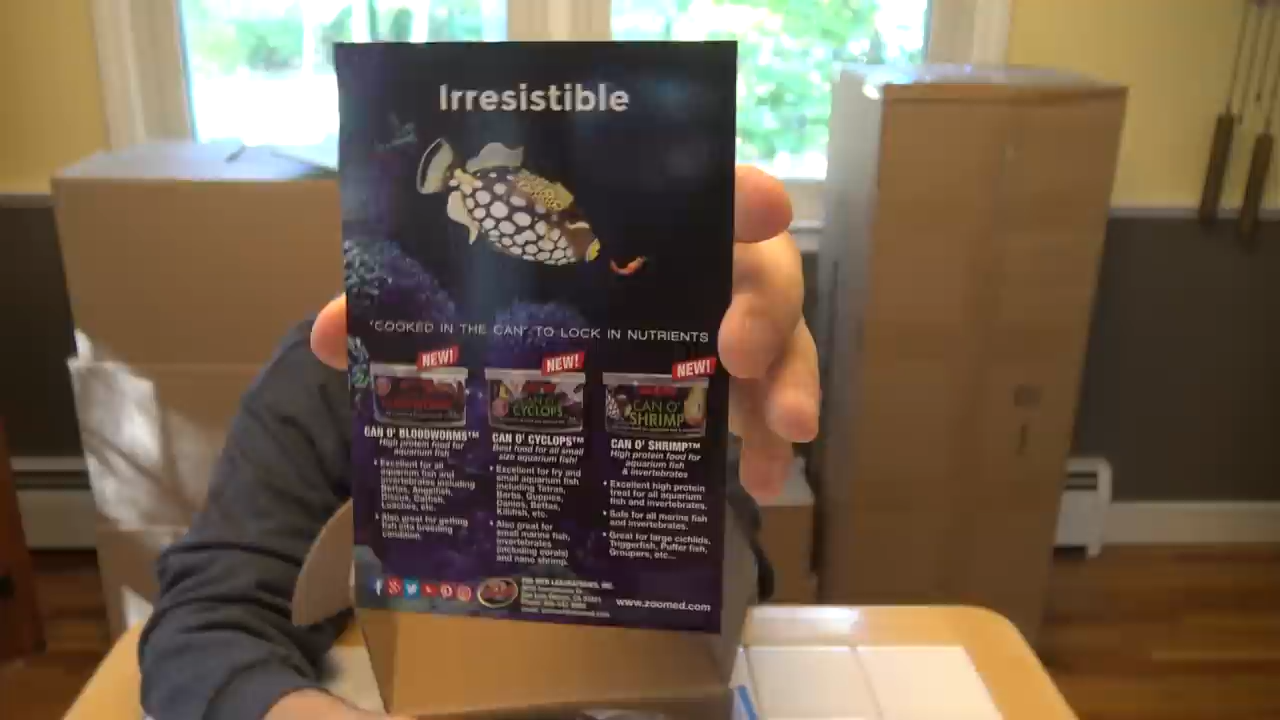 Irresistible
"COOKED IN THE CAN" TO LOCK IN NUTRIENTS
NEW!
NEW!
NEW!
CAN O'
CYCLOPS
CAN O'
SHRIMP
CAN O' BLOODWORMS™
High protein food for
aquarium fish
• Excellent for all
aquarium fish and
invertebrates including
Bettas, Angelfish,
Discus, Catfish,
Loaches, etc.
• Also great for getting
fish into breeding
condition.
CAN O' CYCLOPS™
Best food for all small
size aquarium fish!
• Excellent for fry and
small aquarium fish
including Tetras,
Barbs, Guppies,
Danios, Bettas,
Killifish, etc.
• Also great for
small marine fish,
invertebrates
(including corals)
and nano shrimp.
CAN O' SHRIMP™
High protein food for
aquarium fish
& invertebrates
• Excellent high protein
treat for all aquarium
fish and invertebrates.
• Safe for all marine fish
and invertebrates.
• Great for large cichlids,
Triggerfish, Puffer fish,
Groupers, etc...
ZOO MED LABORATORIES, INC.
www.zoomed.com